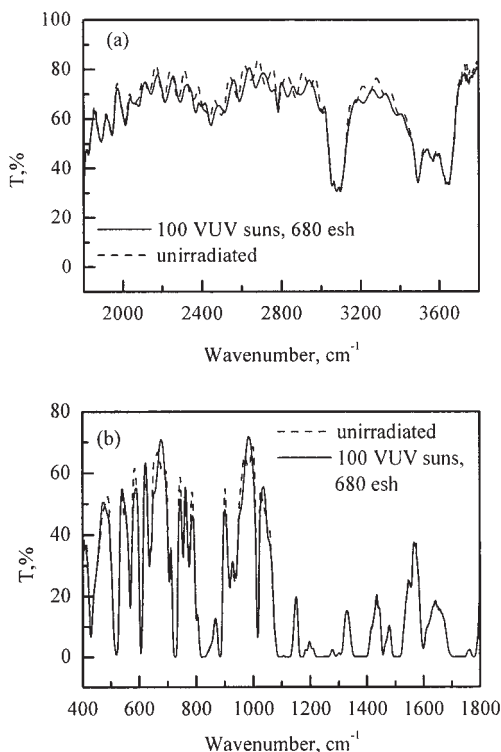 100
(a)
80
60
T,%
40
20
100 VUV suns, 680 esh
unirradiated
0
2000 2400 2800 3200 3600
Wavenumber, cm-1
80
(b)
unirradiated
100 VUV suns,
680 esh
60
T,%
40
20
0
400 600 800 1000 1200 1400 1600 1800
Wavenumber, cm-1